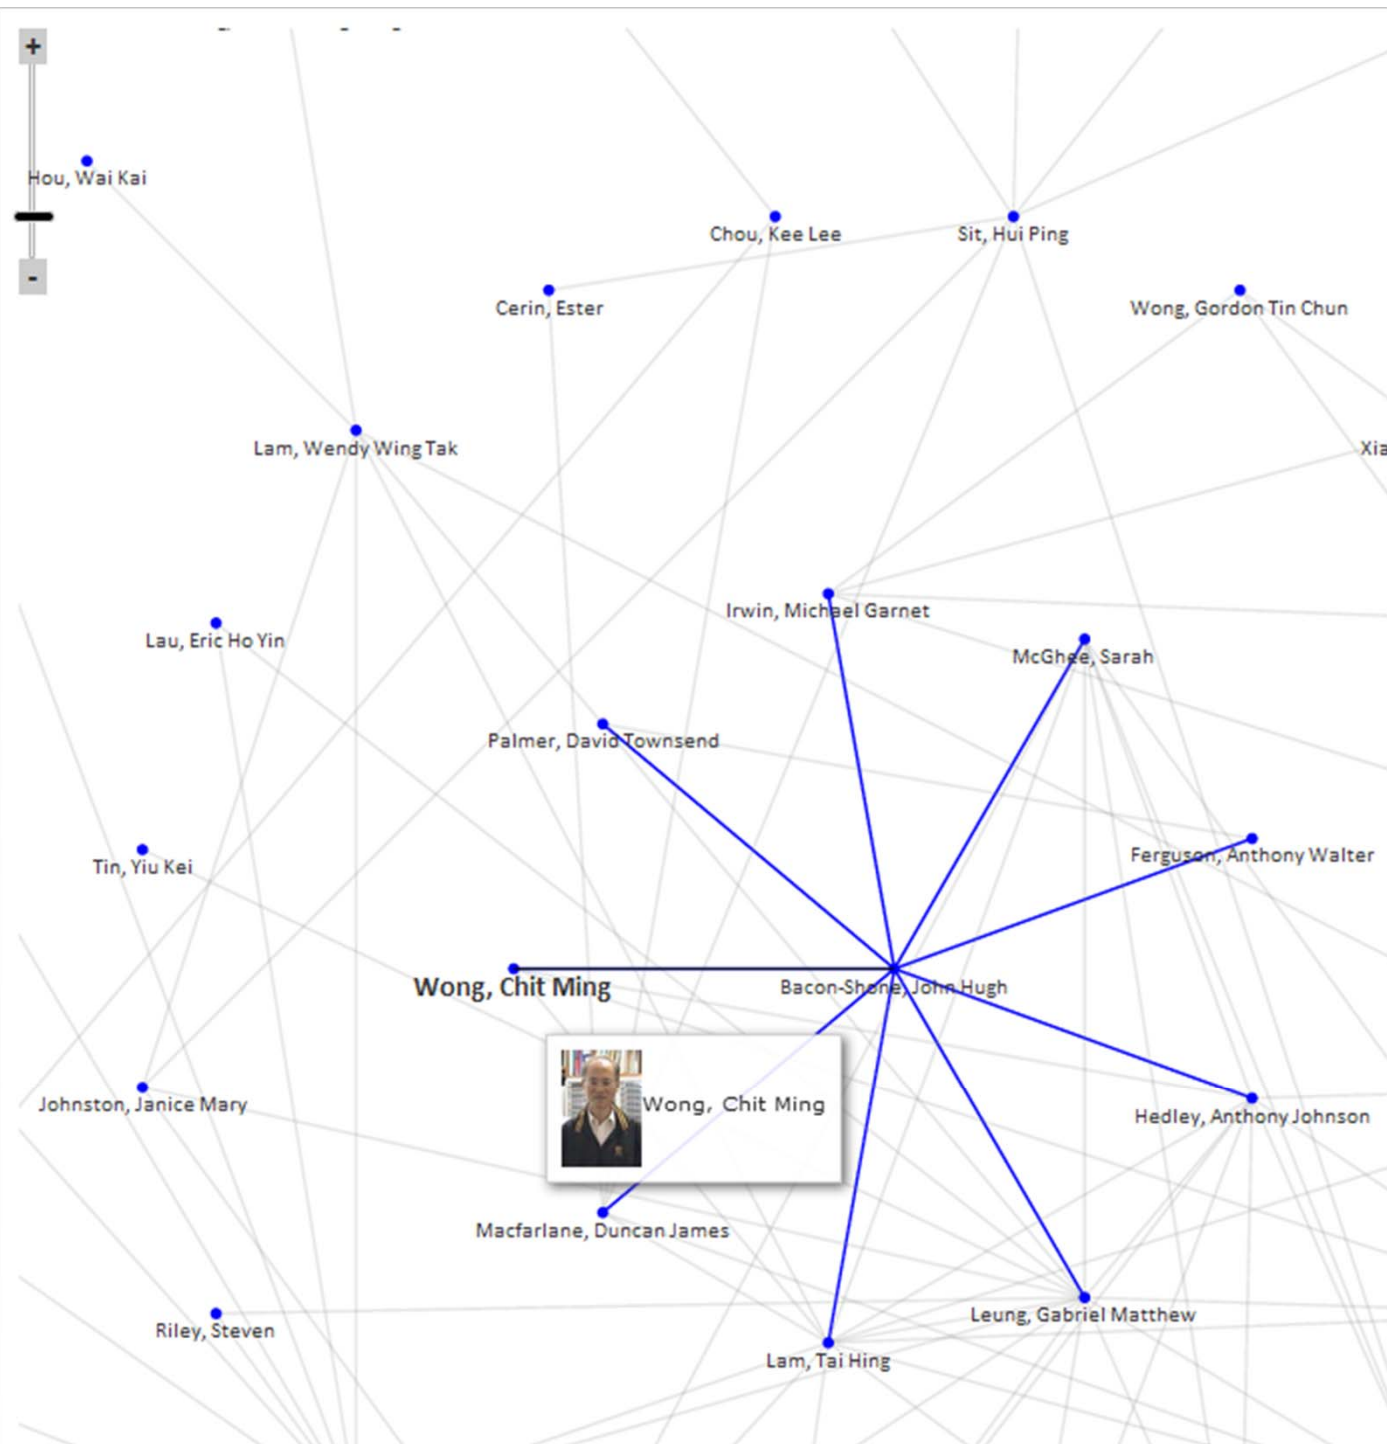 +
Hou, Wai Kai
-
Chou, Kee Lee
Sit, Hui Ping
Cerin, Ester
Wong, Gordon Tin Chun
Lam, Wendy Wing Tak
Xia
Irwin, Michael Garnet
Lau, Eric Ho Yin
McGhee, Sarah
Palmer, David Townsend
Ferguson, Anthony Walter
Tin, Yiu Kei
Wong, Chit Ming
Bacon-Shone, John Hugh
Wong, Chit Ming
Johnston, Janice Mary
Hedley, Anthony Johnson
Macfarlane, Duncan James
Leung, Gabriel Matthew
Riley, Steven
Lam, Tai Hing